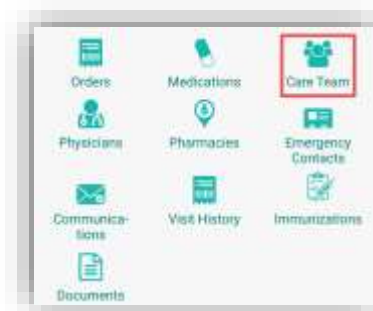 Orders Medications Care Team
Physicians Pharmacies Emergency
Contacts
Communica-
tions Visit History Immunizations
Documents